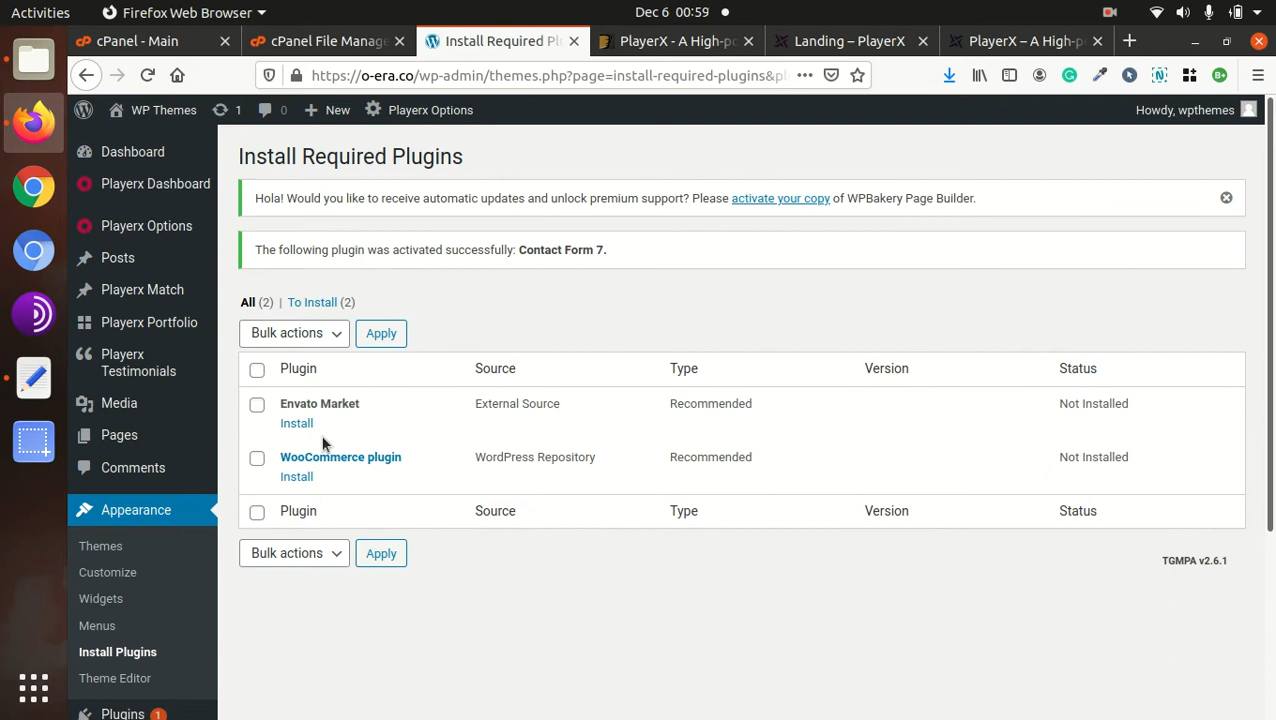 Activities Firefox Web Browser Dec 6 00:59
cPanel - Main cPanel File Manage Install Required Pl PlayerX - A High-p Landing – PlayerX PlayerX – A High-p
https://o-era.co/wp-admin/themes.php?page=install-required-plugins&pl
WP Themes 1 0 New Playerx Options Howdy, wpthemes
Dashboard
Playerx Dashboard
Playerx Options
Posts
Playerx Match
Playerx Portfolio
Playerx
Testimonials
Media
Pages
Comments
Appearance
Themes
Customize
Widgets
Menus
Install Plugins
Theme Editor
Plugins 1
Install Required Plugins
Hola! Would you like to receive automatic updates and unlock premium support? Please activate your copy of WPBakery Page Builder.
The following plugin was activated successfully: Contact Form 7.
All (2) | To Install (2)
Bulk actions Apply
Plugin Source Type Version Status
Envato Market External Source Recommended Not Installed
Install
WooCommerce plugin WordPress Repository Recommended Not Installed
Install
Plugin Source Type Version Status
Bulk actions Apply
TGMPA v2.6.1